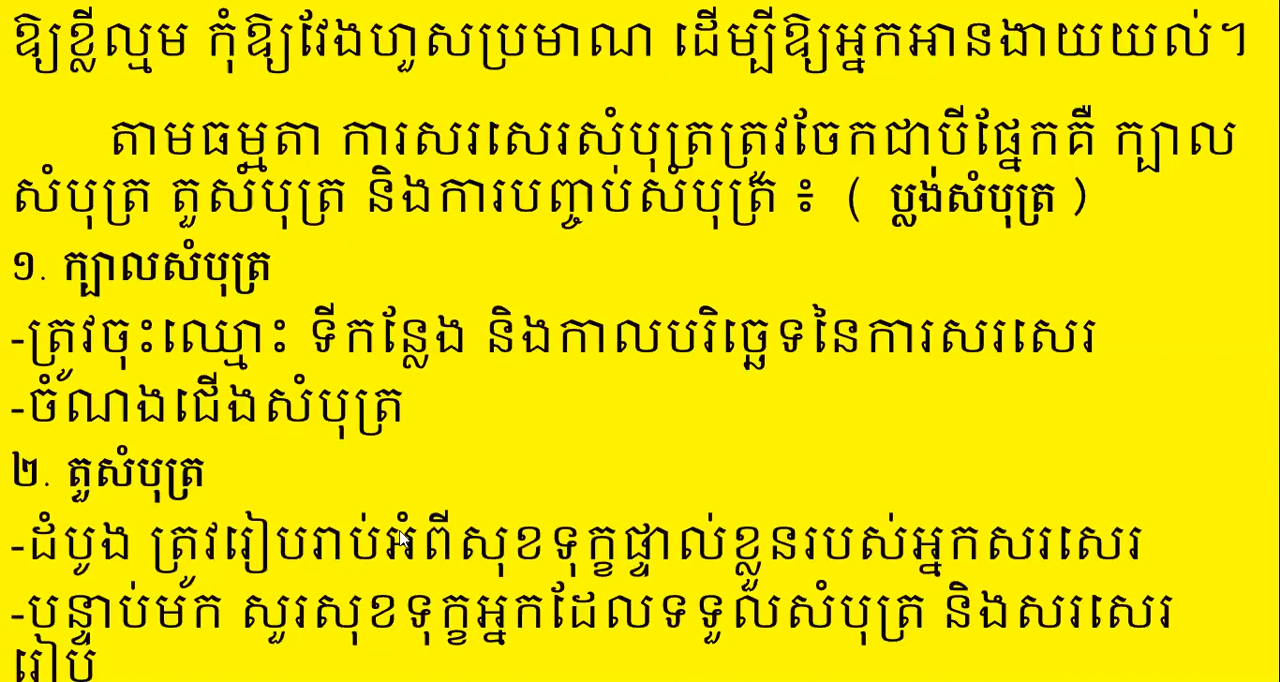 ឱ្យខ្លីល្មម កុំឱ្យវែងហួសប្រមាណ ដើម្បីឱ្យអ្នកអានងាយយល់។
តាមធម្មតា ការសរសេរសំបុត្រត្រូវចែកជាបីផ្នែកគឺ ក្បាល
សំបុត្រ តួសំបុត្រ និងការបញ្ចប់សំបុត្រ ៖ ( ប្លង់សំបុត្រ )
១. ក្បាលសំបុត្រ
-ត្រូវចុះឈ្មោះ ទីកន្លែង និងកាលបរិច្ឆេទនៃការសរសេរ
-ចំណងជើងសំបុត្រ
២. តួសំបុត្រ
-ដំបូង ត្រូវរៀបរាប់អំពីសុខទុក្ខផ្ទាល់ខ្លួនរបស់អ្នកសរសេរ
-បន្ទាប់មក សួរសុខទុក្ខអ្នកដែលទទួលសំបុត្រ និងសរសេរ
រៀប